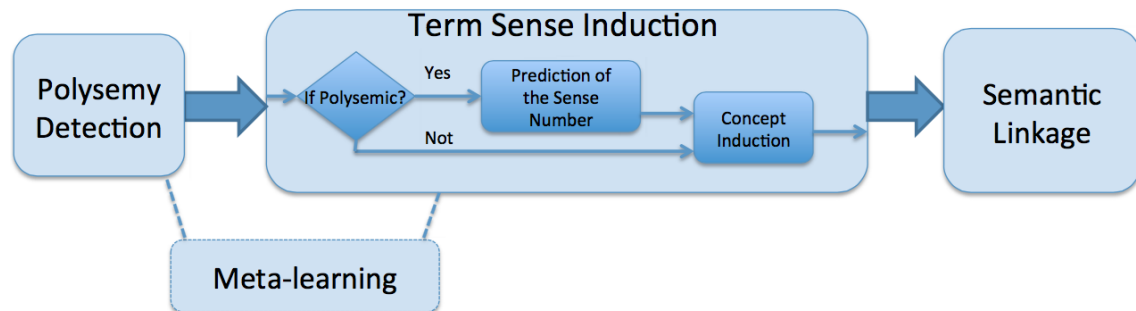 Term Sense Induction
Polysemy
Detection
If Polysemic?
Yes
Not
Prediction of
the Sense
Number
Concept
Induction
Semantic
Linkage
Meta-learning